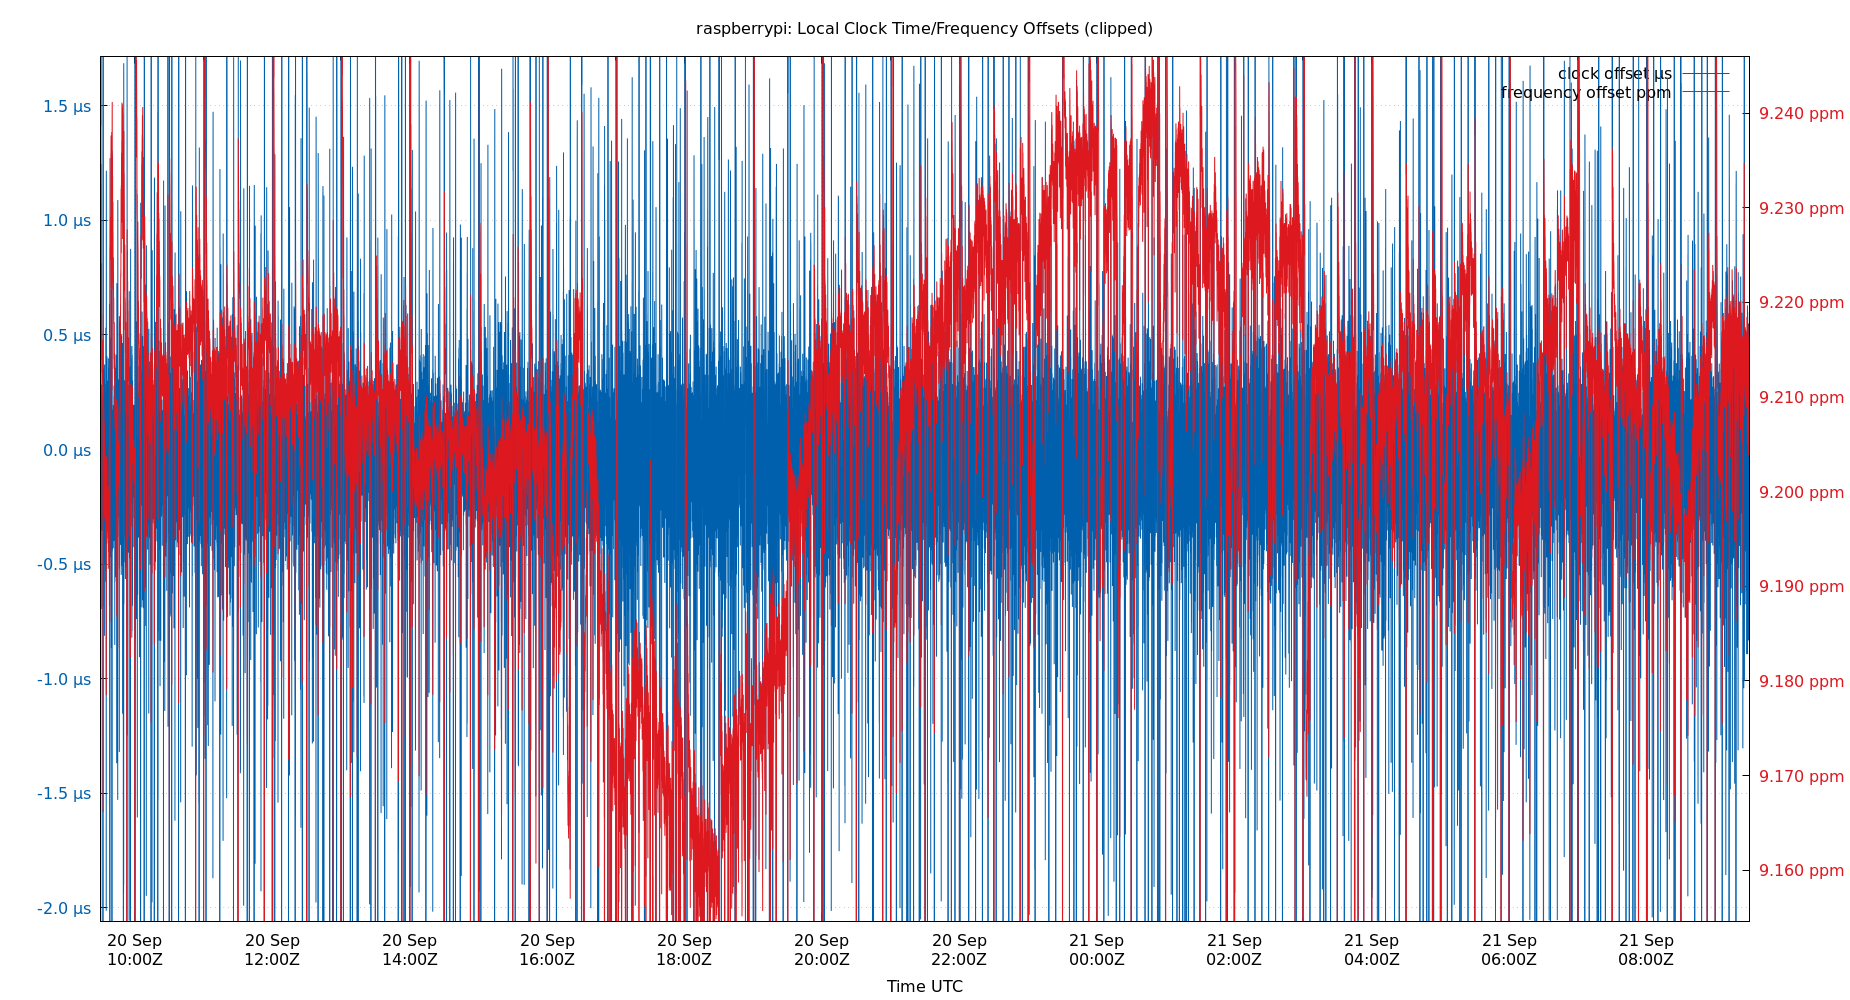 raspberrypi: Local Clock Time/Frequency Offsets (clipped)
clock offset µs
frequency offset ppm
1.5 µs
1.0 µs
0.5 µs
0.0 µs
-0.5 µs
-1.0 µs
-1.5 µs
-2.0 µs
9.240 ppm
9.230 ppm
9.220 ppm
9.210 ppm
9.200 ppm
9.190 ppm
9.180 ppm
9.170 ppm
9.160 ppm
20 Sep 20 Sep 20 Sep 20 Sep 20 Sep 20 Sep 20 Sep 21 Sep 21 Sep 21 Sep 21 Sep 21 Sep
10:00Z 12:00Z 14:00Z 16:00Z 18:00Z 20:00Z 22:00Z 00:00Z 02:00Z 04:00Z 06:00Z 08:00Z
Time UTC